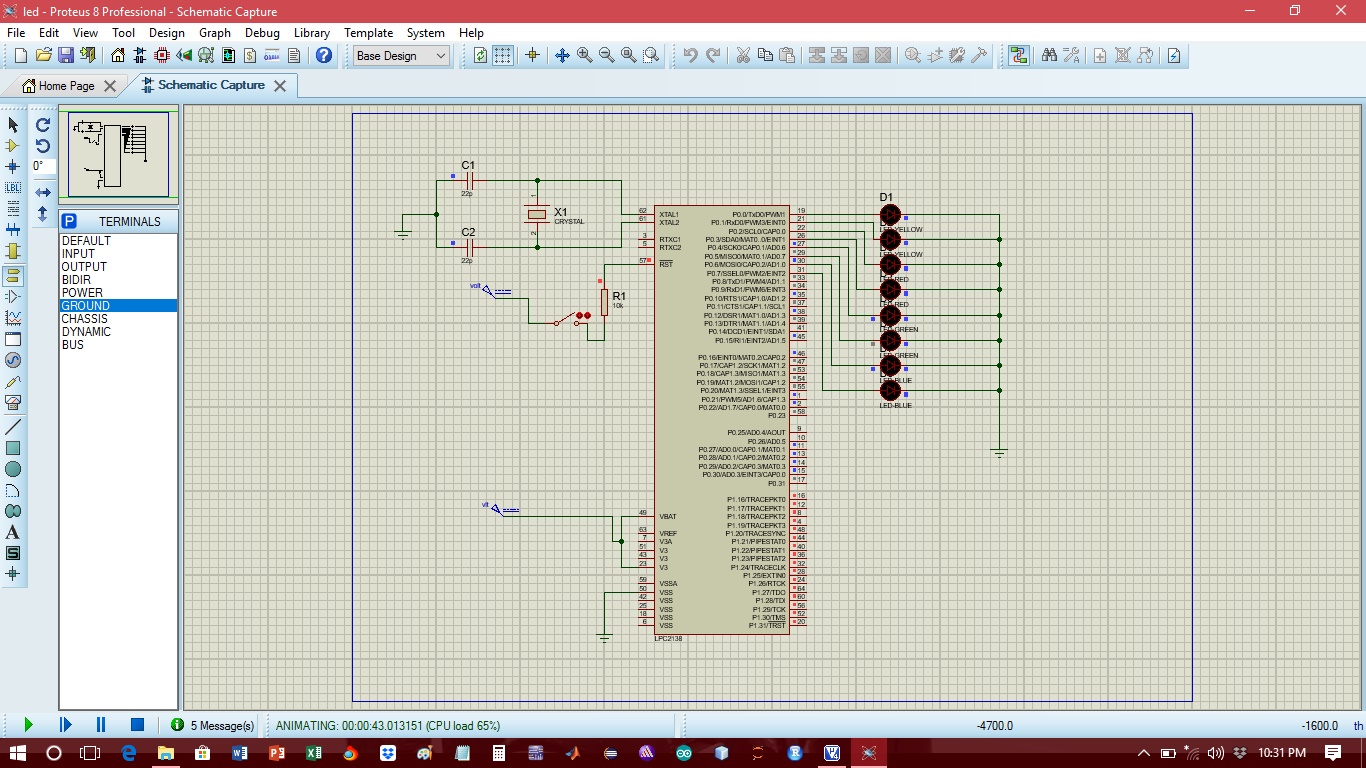 led - Proteus 8 Professional - Schematic Capture
File Edit View Tool Design Graph Debug Library Template System Help
Base Design
Home Page Schematic Capture
0°
LBL
A
S
P TERMINALS
DEFAULT
INPUT
OUTPUT
BIDIR
POWER
GROUND
CHASSIS
DYNAMIC
BUS
C1
22p
C2
22p
X1
CRYSTAL
1
2
volt
R1
10k
vlt
62 XTAL1
61 XTAL2
3 RTXC1
5 RTXC2
57 RST
49 VBAT
63 VREF
7 V3A
51 V3
43 V3
23 V3
59 VSSA
50 VSS
42 VSS
25 VSS
18 VSS
6 VSS
LPC2138
P0.0/TxD0/PWM1 19
P0.1/RxD0/PWM3/EINT0 21
P0.2/SCL0/CAP0.0 22
P0.3/SDA0/MAT0.0/EINT1 26
P0.4/SCK0/CAP0.1/AD0.6 27
P0.5/MISO0/MAT0.1/AD0.7 29
P0.6/MOSI0/CAP0.2/AD1.0 30
P0.7/SSEL0/PWM2/EINT2 31
P0.8/TxD1/PWM4/AD1.1 33
P0.9/RxD1/PWM6/EINT3 34
P0.10/RTS1/CAP1.0/AD1.2 35
P0.11/CTS1/CAP1.1/SCL1 37
P0.12/DSR1/MAT1.0/AD1.3 38
P0.13/DTR1/MAT1.1/AD1.4 39
P0.14/DCD1/EINT1/SDA1 41
P0.15/RI1/EINT2/AD1.5 45
P0.16/EINT0/MAT0.2/CAP0.2 46
P0.17/CAP1.2/SCK1/MAT1.2 47
P0.18/CAP1.3/MISO1/MAT1.3 53
P0.19/MAT1.2/MOSI1/CAP1.2 54
P0.20/MAT1.3/SSEL1/EINT3 55
P0.21/PWM5/AD1.6/CAP1.3 1
P0.22/AD1.7/CAP0.0/MAT0.0 2
P0.23 58
P0.25/AD0.4/AOUT 9
P0.26/AD0.5 10
P0.27/AD0.0/CAP0.1/MAT0.1 11
P0.28/AD0.1/CAP0.2/MAT0.2 13
P0.29/AD0.2/CAP0.3/MAT0.3 14
P0.30/AD0.3/EINT3/CAP0.0 15
P0.31 17
P1.16/TRACEPKT0 16
P1.17/TRACEPKT1 12
P1.18/TRACEPKT2 8
P1.19/TRACEPKT3 4
P1.20/TRACESYNC 48
P1.21/PIPESTAT0 44
P1.22/PIPESTAT1 40
P1.23/PIPESTAT2 36
P1.24/TRACECLK 32
P1.25/EXTIN0 28
P1.26/RTCK 24
P1.27/TDO 64
P1.28/TDI 60
P1.29/TCK 56
P1.30/TMS 52
P1.31/TRST 20
D1
LED-YELLOW
LED-YELLOW
LED-RED
LED-RED
LED-GREEN
LED-GREEN
LED-BLUE
LED-BLUE
5 Message(s) ANIMATING: 00:00:43.013151 (CPU load 65%) -4700.0 -1600.0 th
10:31 PM